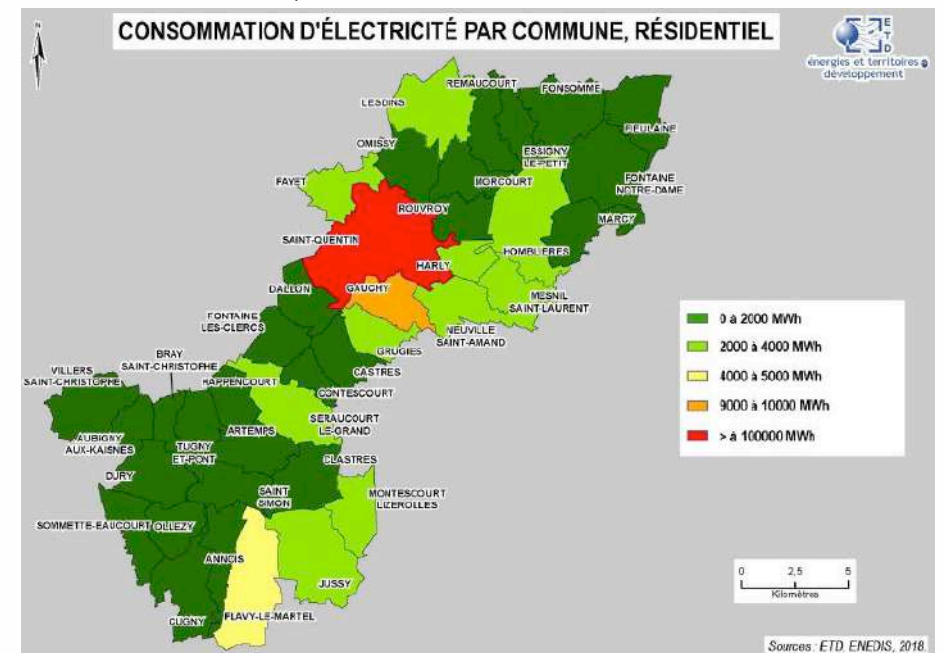 CONSOMMATION D'ÉLECTRICITÉ PAR COMMUNE, RÉSIDENTIEL
N
E
T
D
énergies et territoires
développement
REMAUCOURT
FONSOMME
LESDINS
FIEULAINE
OMISSY
ESSIGNY
LE-PETIT
FAYET
MORCOURT
FONTAINE
NOTRE-DAME
ROUVROY
MARCY
SAINT-QUENTIN
HARLY
HOMBLIERES
DALLON
GAUCHY
MESNIL
SAINT-LAURENT
FONTAINE
LES-CLERCS
NEUVILLE
SAINT-AMAND
GRUGIES
BRAY
SAINT-CHRISTOPHE
CASTRES
VILLERS
SAINT-CHRISTOPHE
HAPPENCOURT
CONTESCOURT
SERAUCOURT
LE-GRAND
ARTEMPS
AUBIGNY
AUX-KAISNES
TUGNY
ET-PONT
CLASTRES
DURY
SAINT
SIMON
MONTESCOURT
LIZEROLLES
SOMMETTE-EAUCOURT
OLLEZY
ANNOIS
JUSSY
CUGNY
FLAVY-LE-MARTEL
0 à 2000 MWh
2000 à 4000 MWh
4000 à 5000 MWh
9000 à 10000 MWh
> à 100000 MWh
0 2,5 5
Kilomètres
Sources : ETD, ENEDIS, 2018.